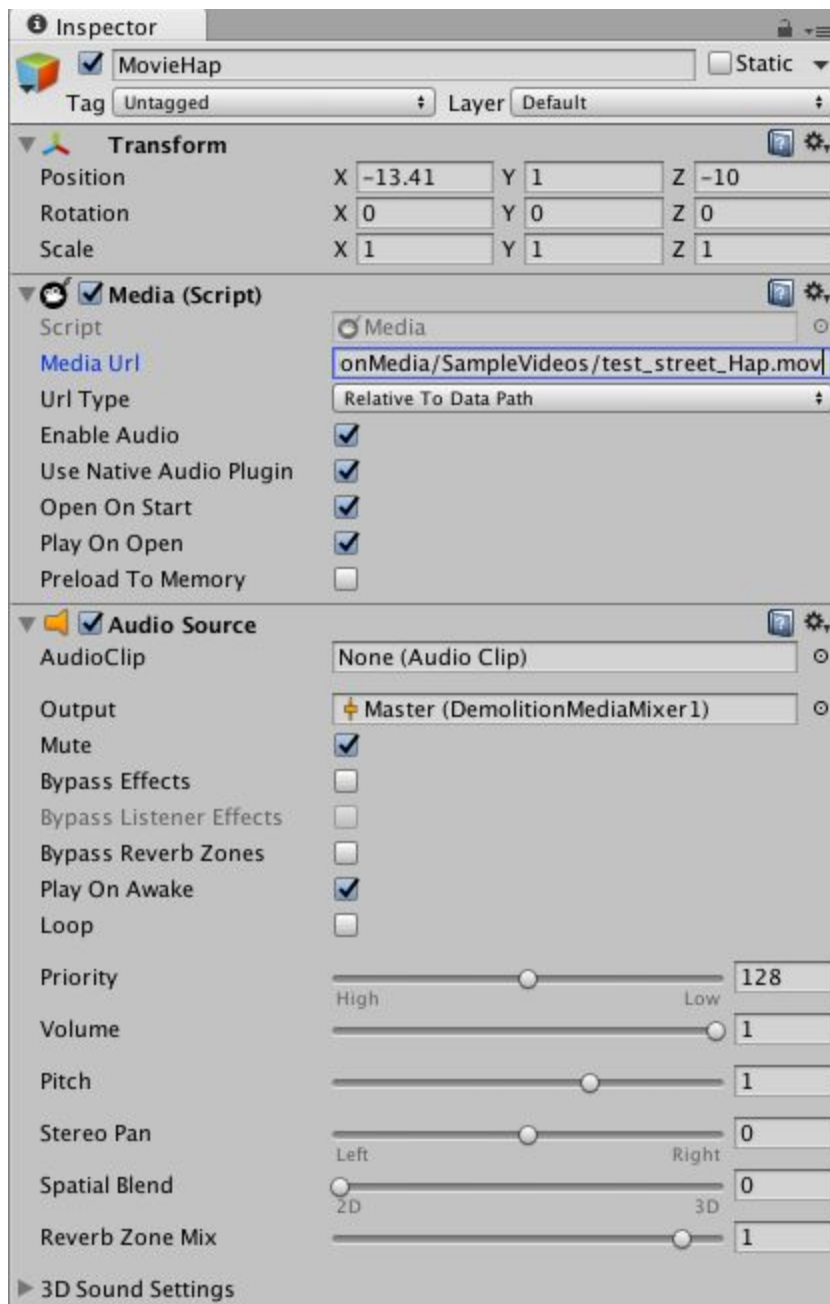 Inspector
MovieHap Static
Tag Untagged Layer Default
Transform
Position X -13.41 Y 1 Z -10
Rotation X 0 Y 0 Z 0
Scale X 1 Y 1 Z 1
Media (Script)
Script Media
Media Url onMedia/SampleVideos/test_street_Hap.mov
Url Type Relative To Data Path
Enable Audio
Use Native Audio Plugin
Open On Start
Play On Open
Preload To Memory
Audio Source
AudioClip None (Audio Clip)
Output Master (DemolitionMediaMixer1)
Mute
Bypass Effects
Bypass Listener Effects
Bypass Reverb Zones
Play On Awake
Loop
Priority 128
High Low
Volume 1
Pitch 1
Stereo Pan 0
Left Right
Spatial Blend 0
2D 3D
Reverb Zone Mix 1
3D Sound Settings